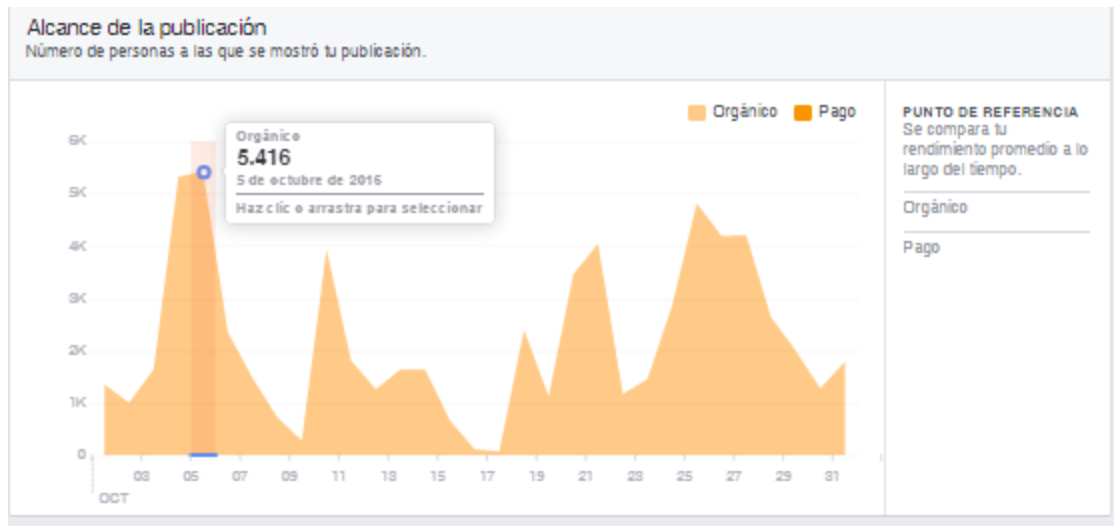 Alcance de la publicación
Número de personas a las que se mostró tu publicación.
Orgánico
Pago
6K
5K
4K
3K
2K
1K
0
Orgánico
5.416
5 de octubre de 2016
Haz clic o arrastra para seleccionar
03
05
07
09
11
13
15
17
19
21
23
25
27
29
31
OCT
PUNTO DE REFERENCIA
Se compara tu
rendimiento promedio a lo
largo del tiempo.
Orgánico
Pago